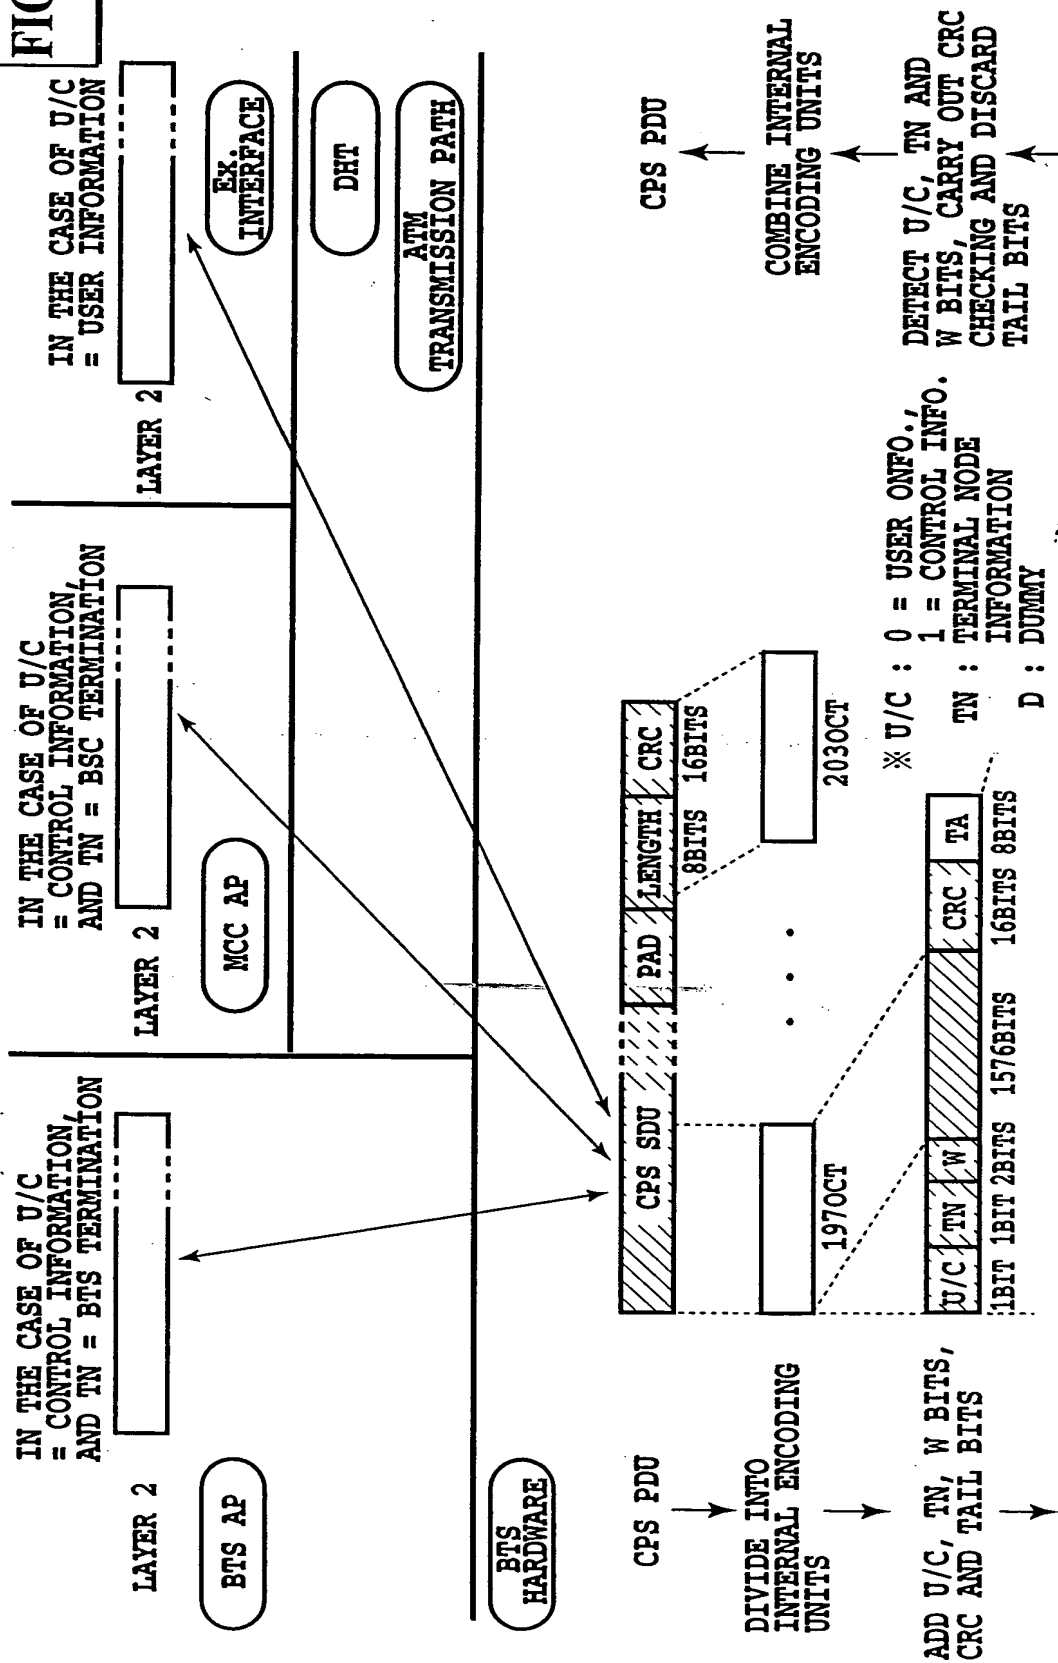 FIG
IN THE CASE OF U/C
= CONTROL INFORMATION,
AND TN = BTS TERMINATION
LAYER 2
BTS AP
IN THE CASE OF U/C
= CONTROL INFORMATION,
AND TN = BSC TERMINATION
LAYER 2
MCC AP
IN THE CASE OF U/C
= USER INFORMATION
LAYER 2
EX.
INTERFACE
DHT
ATM
TRANSMISSION PATH
BTS
HARDWARE
CPS PDU
DIVIDE INTO
INTERNAL ENCODING
UNITS
ADD U/C, TN, W BITS,
CRC AND TAIL BITS
CPS SDU
PAD
LENGTH
CRC
8BITS
16BITS
197OCT
203OCT
U/C
TN
W
CRC
TA
1BIT
1BIT
2BITS
1576BITS
16BITS
8BITS
※ U/C : 0 = USER ONFO.,
1 = CONTROL INFO.
TN : TERMINAL NODE
INFORMATION
D : DUMMY
CPS PDU
COMBINE INTERNAL
ENCODING UNITS
DETECT U/C, TN AND
W BITS, CARRY OUT CRC
CHECKING AND DISCARD
TAIL BITS